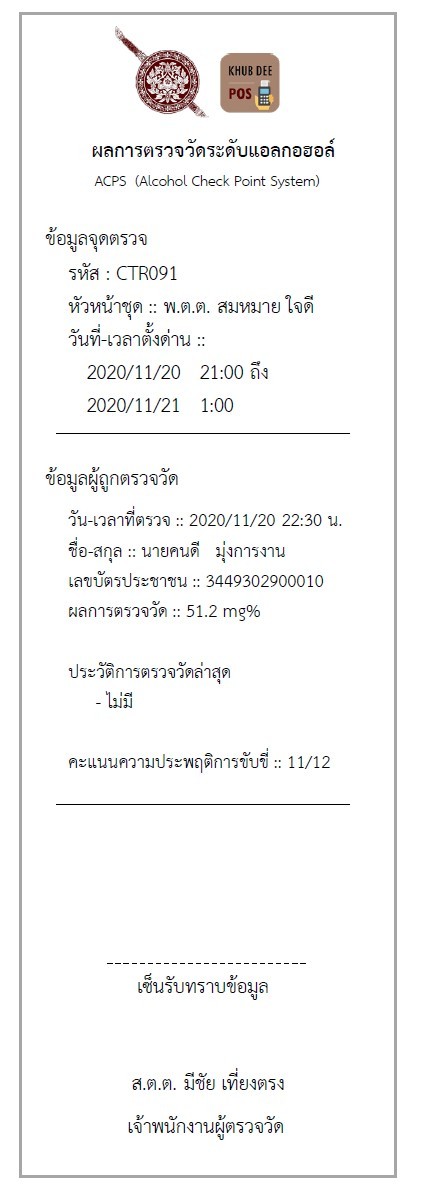 KHUB DEE
POS
ผลการตรวจวัดระดับแอลกอฮอล์
ACPS (Alcohol Check Point System)
ข้อมูลจุดตรวจ
รหัส : CTR091
หัวหน้าชุด :: พ.ต.ต. สมหมาย ใจดี
วันที่-เวลาตั้งด่าน ::
2020/11/20 21:00 ถึง
2020/11/21 1:00
ข้อมูลผู้ถูกตรวจวัด
วัน-เวลาที่ตรวจ :: 2020/11/20 22:30 น.
ชื่อ-สกุล :: นายคนดี มุ่งการงาน
เลขบัตรประชาชน :: 3449302900010
ผลการตรวจวัด :: 51.2 mg%
ประวัติการตรวจวัดล่าสุด
- ไม่มี
คะแนนความประพฤติการขับขี่ :: 11/12
เซ็นรับทราบข้อมูล
ส.ต.ต. มีชัย เที่ยงตรง
เจ้าพนักงานผู้ตรวจวัด